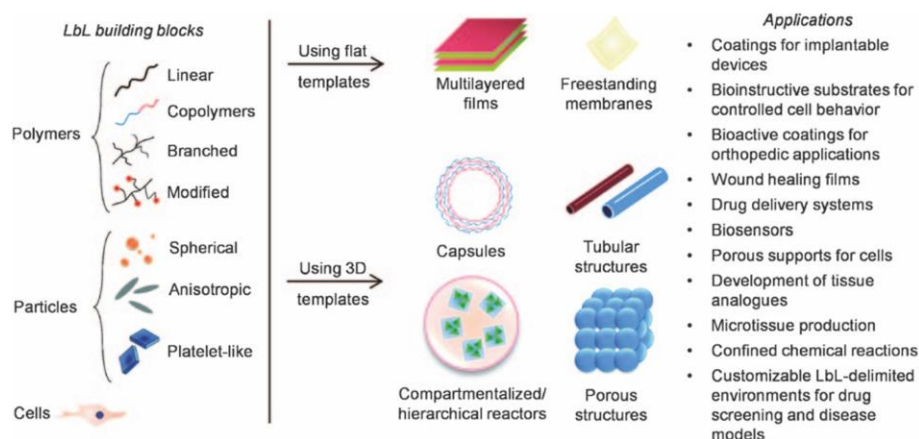 LbL building blocks
Polymers
Linear
Copolymers
Branched
Modified
Particles
Spherical
Anisotropic
Platelet-like
Cells
Using flat
templates
Multilayered
films
Freestanding
membranes
Using 3D
templates
Capsules
Tubular
structures
Compartmentalized/
hierarchical reactors
Porous
structures
Applications
• Coatings for implantable
devices
• Bioinstructive substrates for
controlled cell behavior
• Bioactive coatings for
orthopedic applications
• Wound healing films
• Drug delivery systems
• Biosensors
• Porous supports for cells
• Development of tissue
analogues
• Microtissue production
• Confined chemical reactions
• Customizable LbL-delimited
environments for drug
screening and disease
models